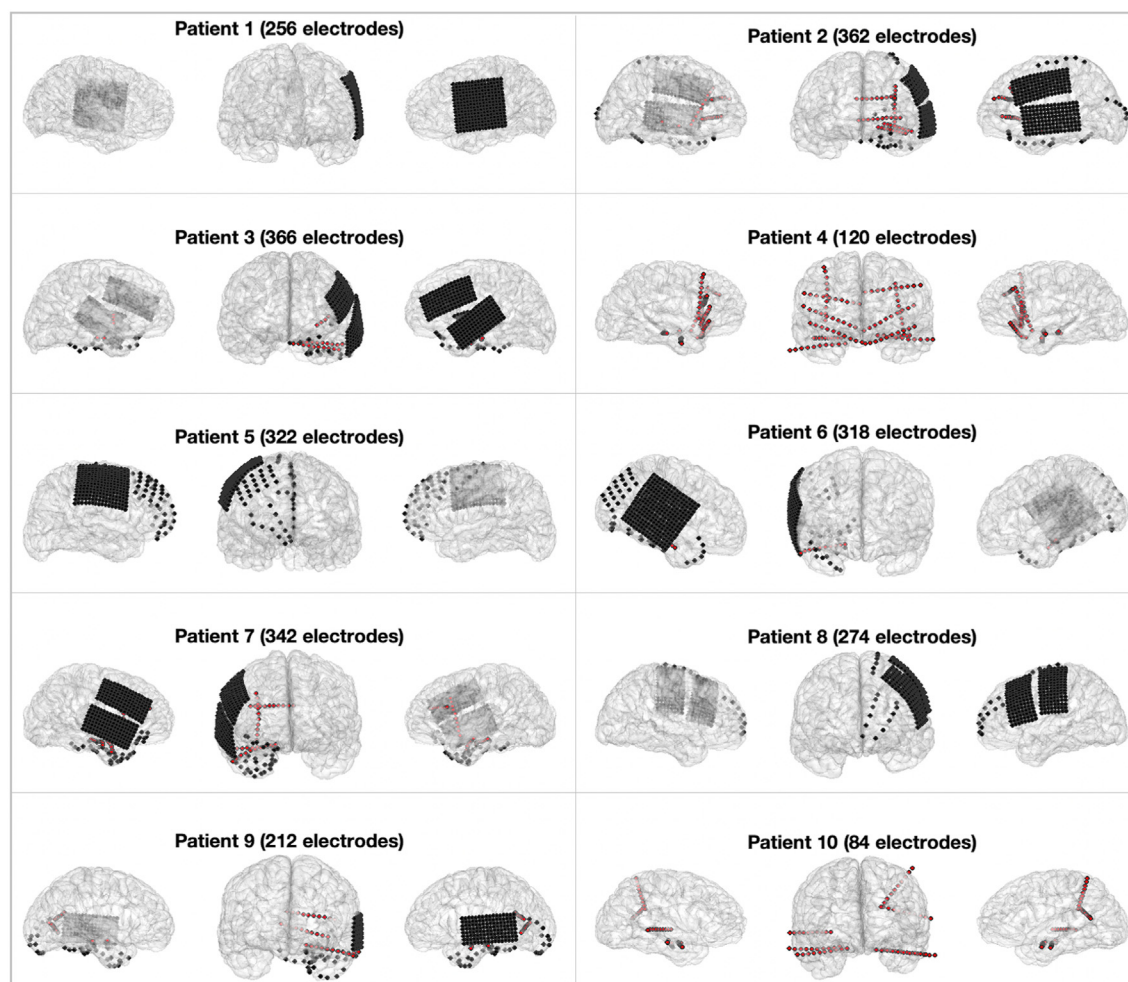 Patient 1 (256 electrodes)
Patient 2 (362 electrodes)
Patient 3 (366 electrodes)
Patient 4 (120 electrodes)
Patient 5 (322 electrodes)
Patient 6 (318 electrodes)
Patient 7 (342 electrodes)
Patient 8 (274 electrodes)
Patient 9 (212 electrodes)
Patient 10 (84 electrodes)